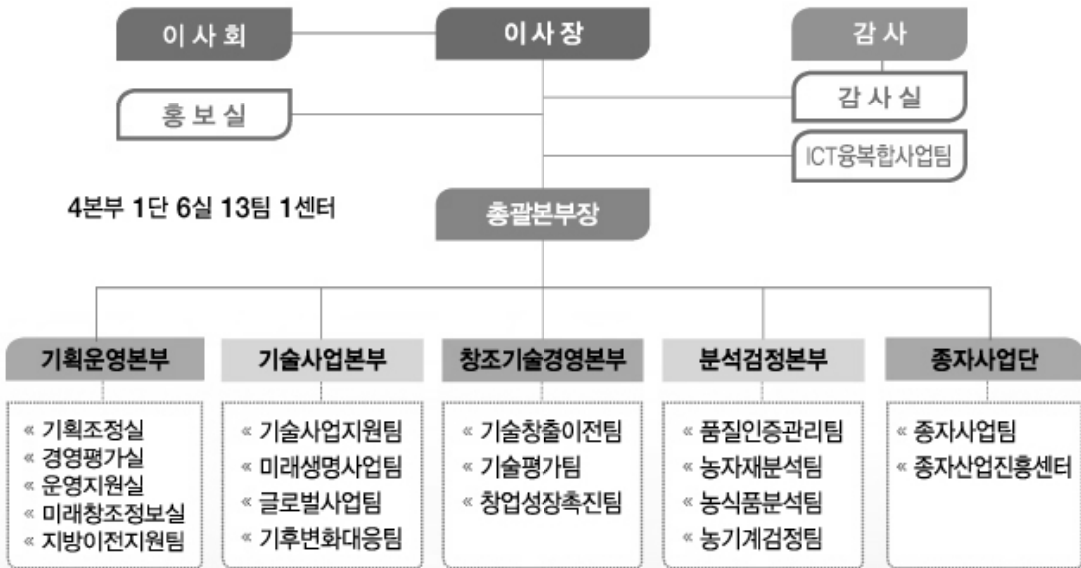 이 사 회
이 사 장
감 사
홍 보 실
감 사 실
ICT융복합사업팀
4본부 1단 6실 13팀 1센터
총괄본부장
기획운영본부
« 기획조정실
« 경영평가실
« 운영지원실
« 미래창조정보실
« 지방이전지원팀
기술사업본부
« 기술사업지원팀
« 미래생명사업팀
« 글로벌사업팀
« 기후변화대응팀
창조기술경영본부
« 기술창출이전팀
« 기술평가팀
« 창업성장촉진팀
분석검정본부
« 품질인증관리팀
« 농자재분석팀
« 농식품분석팀
« 농기계검정팀
종자사업단
« 종자사업팀
« 종자산업진흥센터